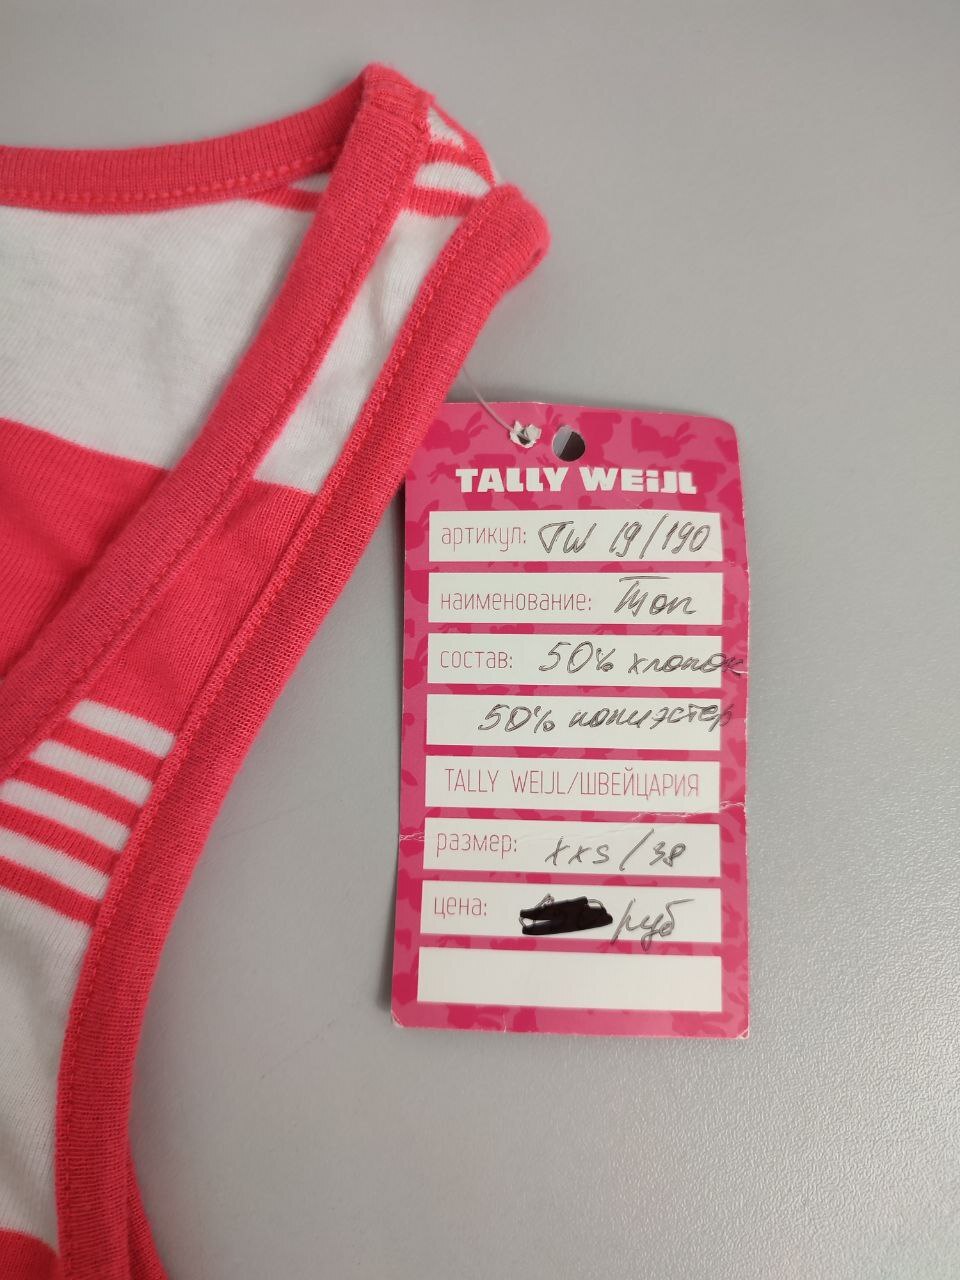 TALLY WEiJL
артикул: TW 19/190
наименование: Топ
состав: 50% хлопок
50% полиэстер
TALLY WEIJL/ШВЕЙЦАРИЯ
размер: xxs / 38
цена: руб